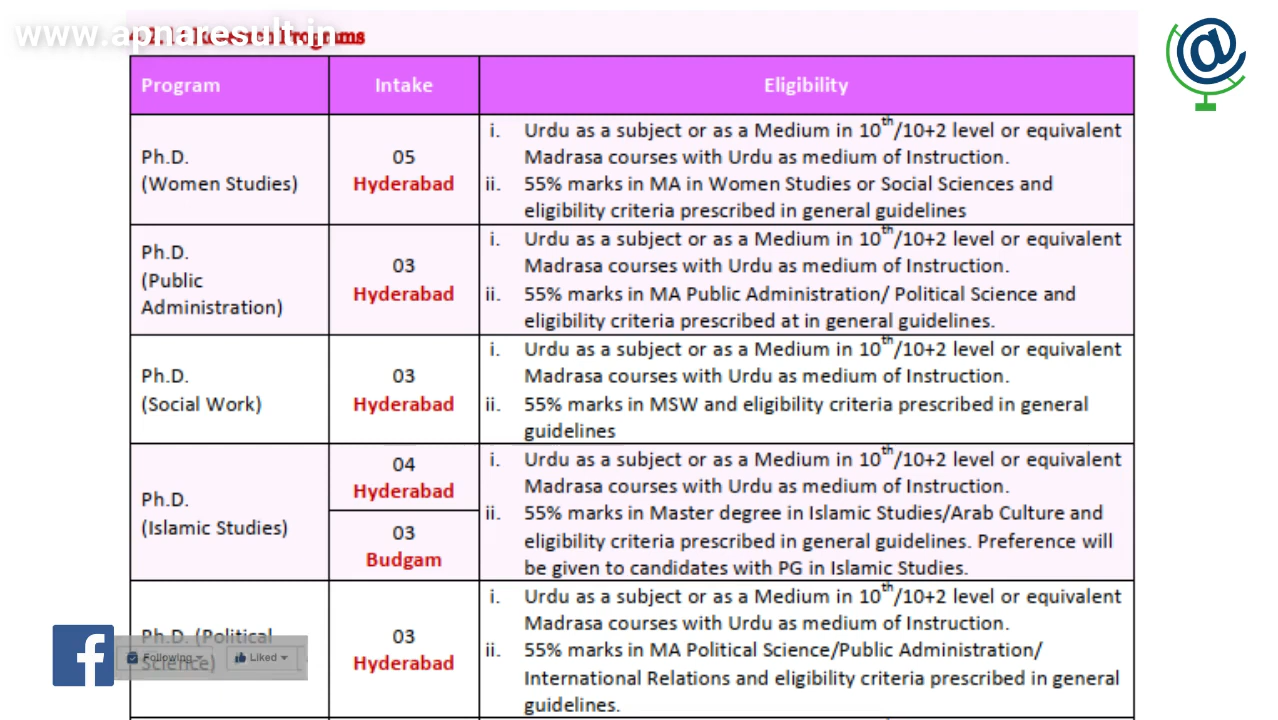 www.apnaresult.in
Programs
Program Intake Eligibility
Ph.D.
(Women Studies)
05
Hyderabad
i. Urdu as a subject or as a Medium in 10th/10+2 level or equivalent
Madrasa courses with Urdu as medium of Instruction.
ii. 55% marks in MA in Women Studies or Social Sciences and
eligibility criteria prescribed in general guidelines
Ph.D.
(Public
Administration)
03
Hyderabad
i. Urdu as a subject or as a Medium in 10th/10+2 level or equivalent
Madrasa courses with Urdu as medium of Instruction.
ii. 55% marks in MA Public Administration/ Political Science and
eligibility criteria prescribed at in general guidelines.
Ph.D.
(Social Work)
03
Hyderabad
i. Urdu as a subject or as a Medium in 10th/10+2 level or equivalent
Madrasa courses with Urdu as medium of Instruction.
ii. 55% marks in MSW and eligibility criteria prescribed in general
guidelines
Ph.D.
(Islamic Studies)
04
Hyderabad
03
Budgam
i. Urdu as a subject or as a Medium in 10th/10+2 level or equivalent
Madrasa courses with Urdu as medium of Instruction.
ii. 55% marks in Master degree in Islamic Studies/Arab Culture and
eligibility criteria prescribed in general guidelines. Preference will
be given to candidates with PG in Islamic Studies.
Ph.D. (Political
Science)
03
Hyderabad
i. Urdu as a subject or as a Medium in 10th/10+2 level or equivalent
Madrasa courses with Urdu as medium of Instruction.
ii. 55% marks in MA Political Science/Public Administration/
International Relations and eligibility criteria prescribed in general
guidelines.
f
Following Liked
@